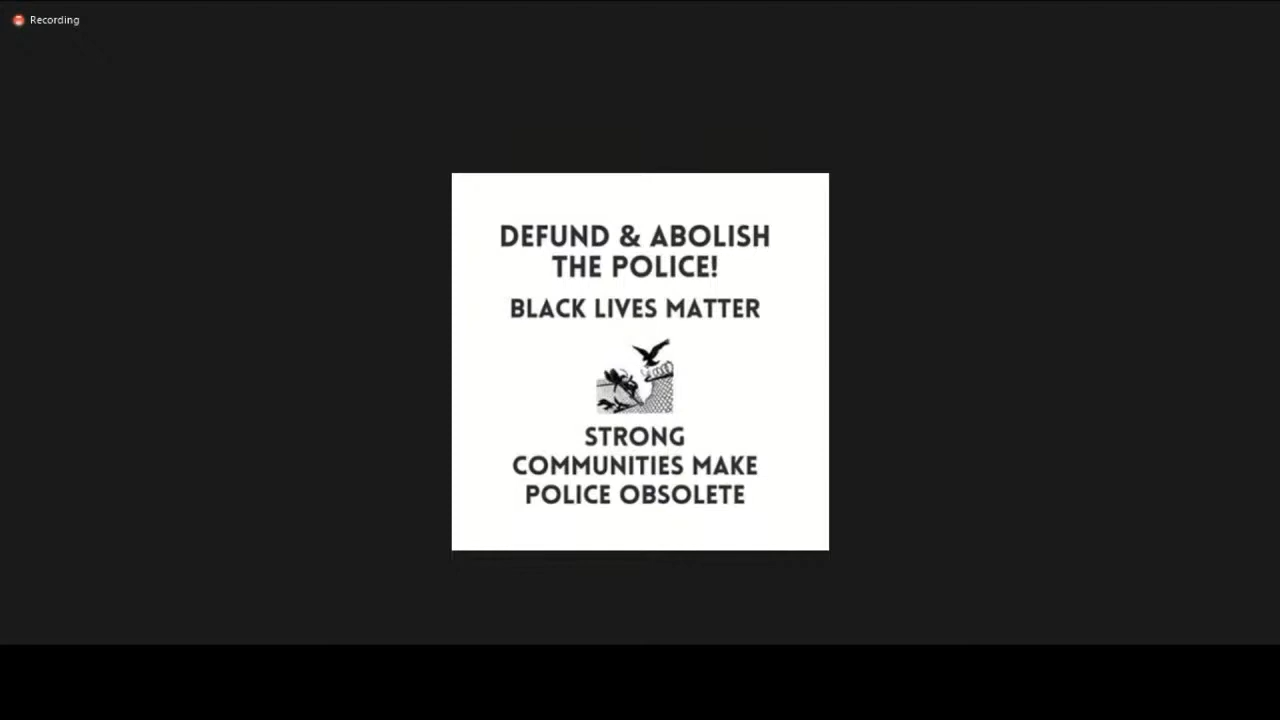 Recording
DEFUND & ABOLISH
THE POLICE!
BLACK LIVES MATTER
STRONG
COMMUNITIES MAKE
POLICE OBSOLETE